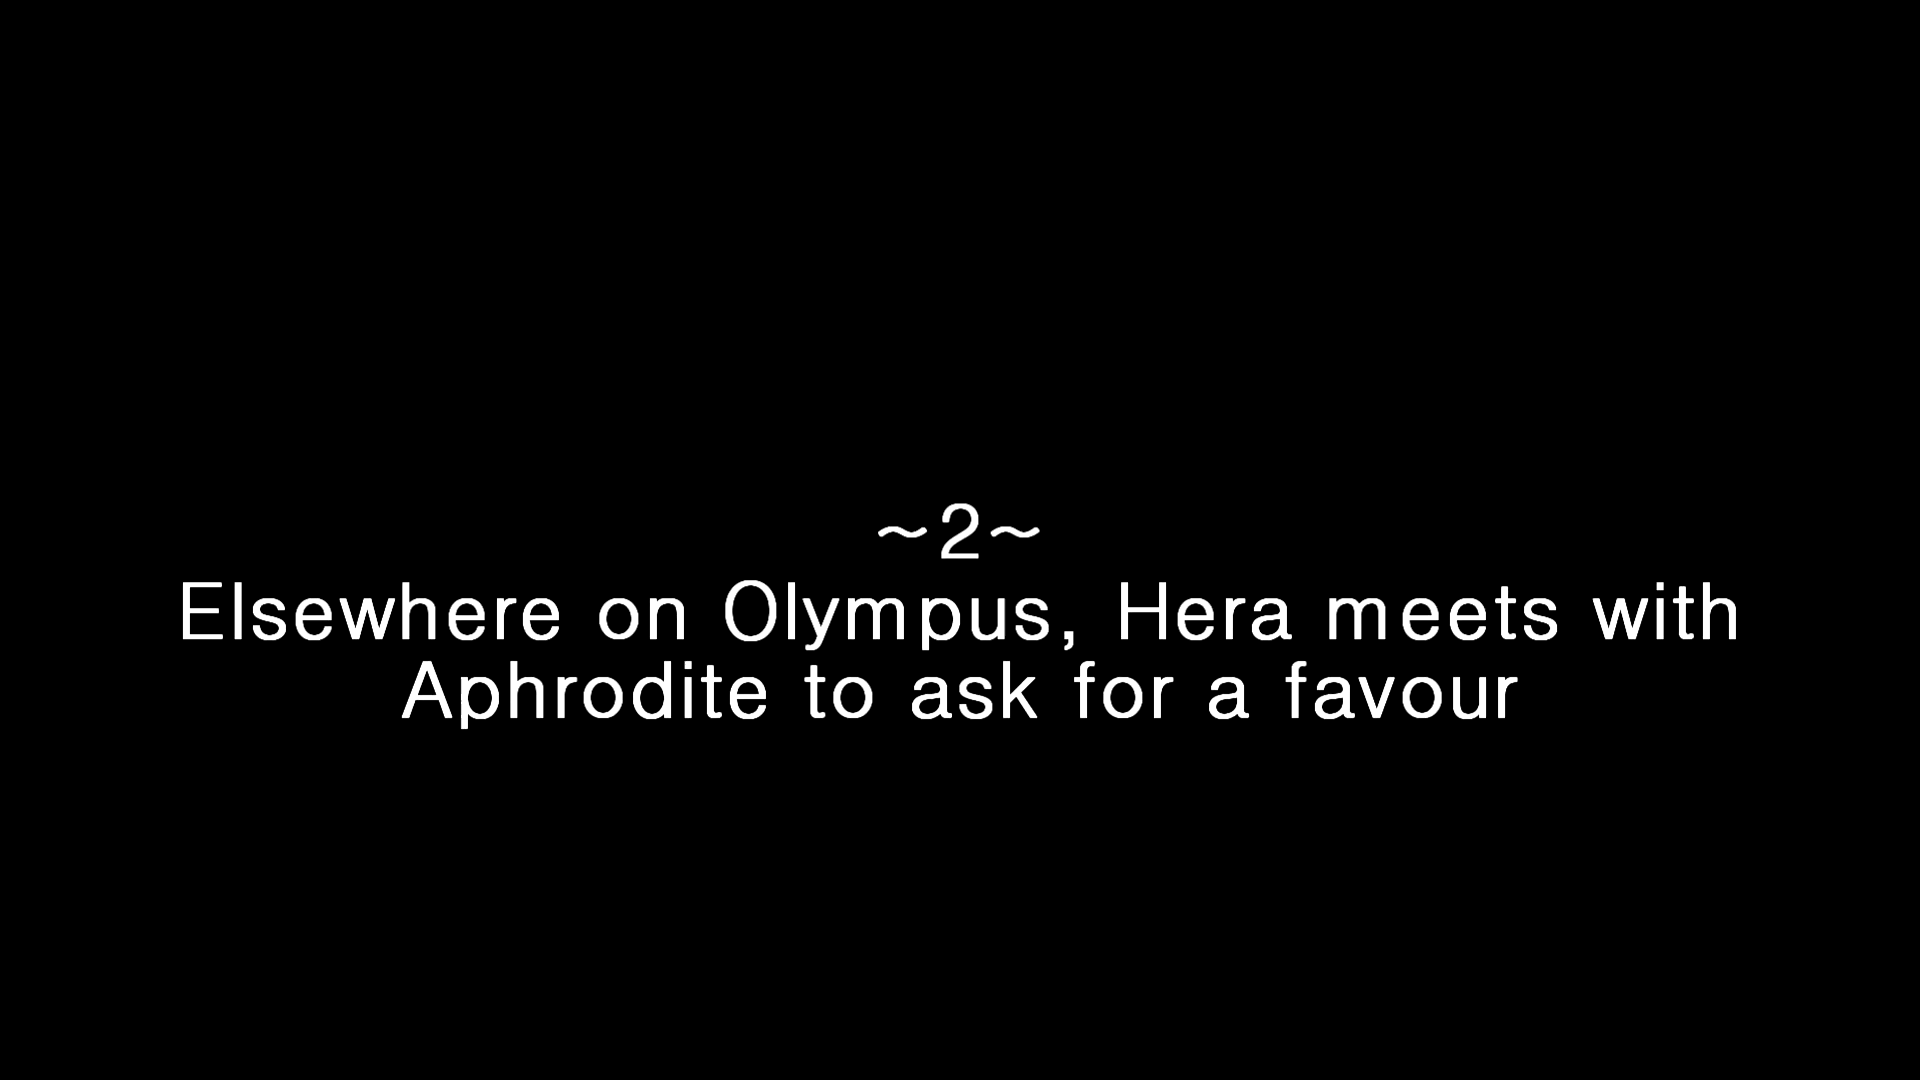 ~2~
Elsewhere on Olympus, Hera meets with
Aphrodite to ask for a favour